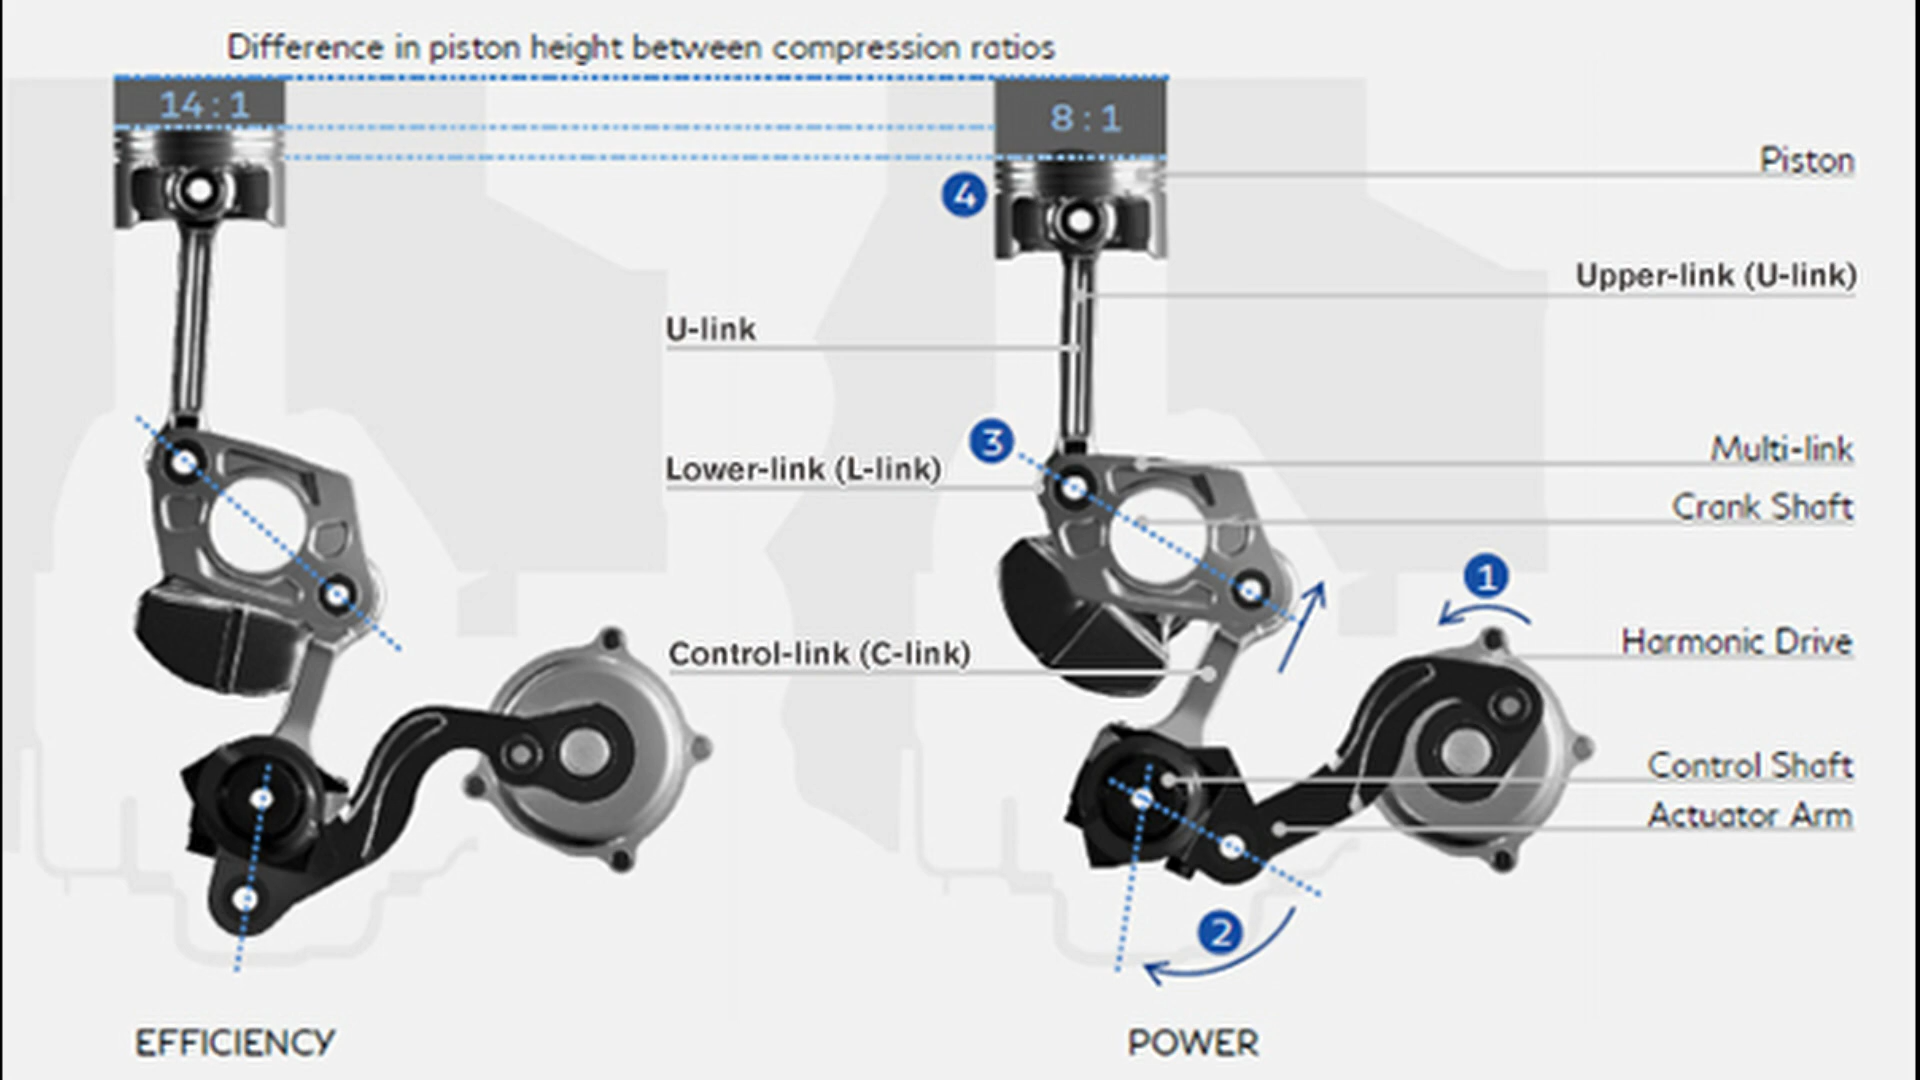 Difference in piston height between compression ratios
14 : 1
8 : 1
4
Piston
Upper-link (U-link)
U-link
3
Multi-link
Lower-link (L-link)
Crank Shaft
1
Harmonic Drive
Control-link (C-link)
Control Shaft
Actuator Arm
2
EFFICIENCY
POWER